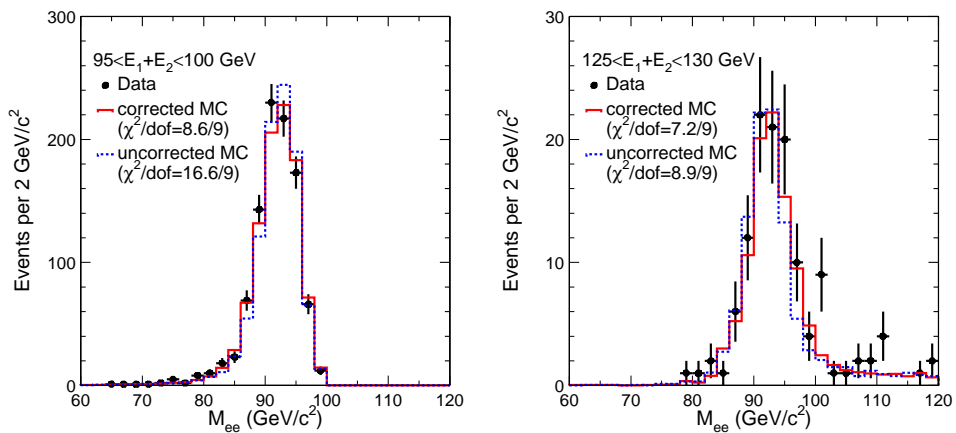 300
200
100
0
Events per 2 GeV/c²
95<E₁+E₂<100 GeV
Data
corrected MC
(χ²/dof=8.6/9)
uncorrected MC
(χ²/dof=16.6/9)
60 70 80 90 100 110 120
Mₑₑ (GeV/c²)
30
20
10
0
Events per 2 GeV/c²
125<E₁+E₂<130 GeV
Data
corrected MC
(χ²/dof=7.2/9)
uncorrected MC
(χ²/dof=8.9/9)
60 70 80 90 100 110 120
Mₑₑ (GeV/c²)